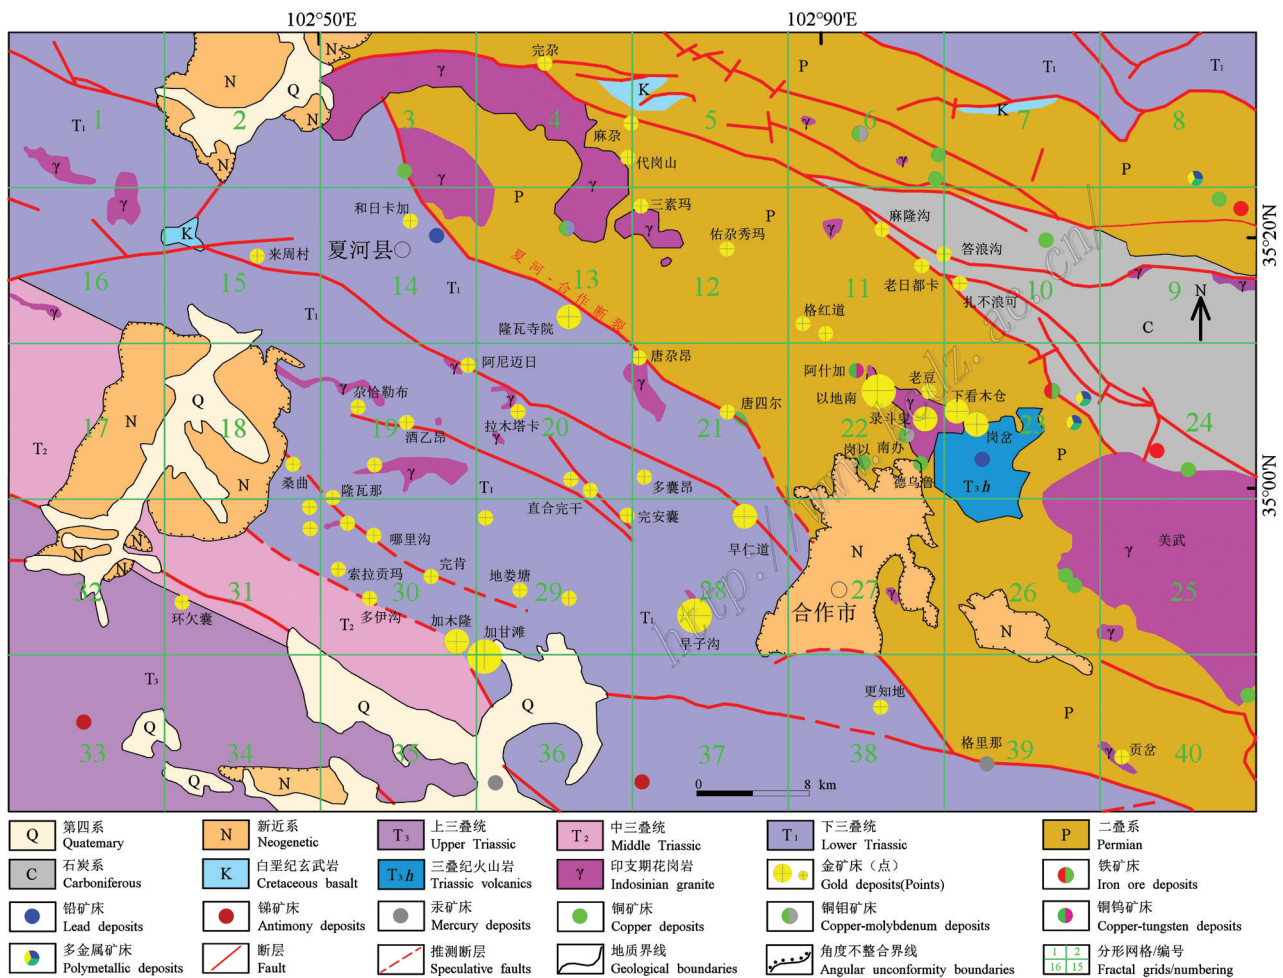 102°50′E 102°90′E
N
N
Q
N
N
Q
T₁
γ
γ
K
γ
γ
γ
P
P
K
K
P
T₁
T₁
P
P
γ
γ
γ
γ
γ
C
N
35°20′N
35°00′N
1 2 3 4 5 6 7 8
16 15 14 13 12 11 10 9
17 18 19 20 21 22 23 24
32 31 30 29 28 27 26 25
33 34 35 36 37 38 39 40
完尕
麻尕
代岗山
三素玛
佑尕秀玛
和日卡加
夏河县
来周村
夏河-合作断裂
隆瓦寺院
麻隆沟
答浪沟
老日都卡
扎不浪可
格红道
阿尼迈日
唐尕昂
阿什加
老豆
以地南
下看木仓
尕恰勒布
拉木塔卡
唐四尔
录斗艘
岗岔
酒乙昂
岗以
南办
德乌鲁
桑曲
隆瓦那
直合完干
多囊昂
完安囊
早仁道
哪里沟
索拉贡玛
完肯
地娄塘
多伊沟
环欠囊
加木隆
加甘滩
早子沟
合作市
美武
更知地
格里那
贡岔
T₁
T₁
T₁
T₁
T₂
T₂
T₃
T₃h
http://www.kdz.ac.cn/
0 8 km
Q 第四系 Quatemary
N 新近系 Neogenetic
T₃ 上三叠统 Upper Triassic
T₂ 中三叠统 Middle Triassic
T₁ 下三叠统 Lower Triassic
P 二叠系 Permian
C 石炭系 Carboniferous
K 白垩纪玄武岩 Cretaceous basalt
T₃h 三叠纪火山岩 Triassic volcanics
γ 印支期花岗岩 Indosinian granite
金矿床（点） Gold deposits(Points)
铁矿床 Iron ore deposits
铅矿床 Lead deposits
锑矿床 Antimony deposits
汞矿床 Mercury deposits
铜矿床 Copper deposits
铜钼矿床 Copper-molybdenum deposits
铜钨矿床 Copper-tungsten deposits
多金属矿床 Polymetallic deposits
断层 Fault
推测断层 Speculative faults
地质界线 Geological boundaries
角度不整合界线 Angular unconformity boundaries
1 2 16 15 分形网格/编号 Fractal grids/numbering